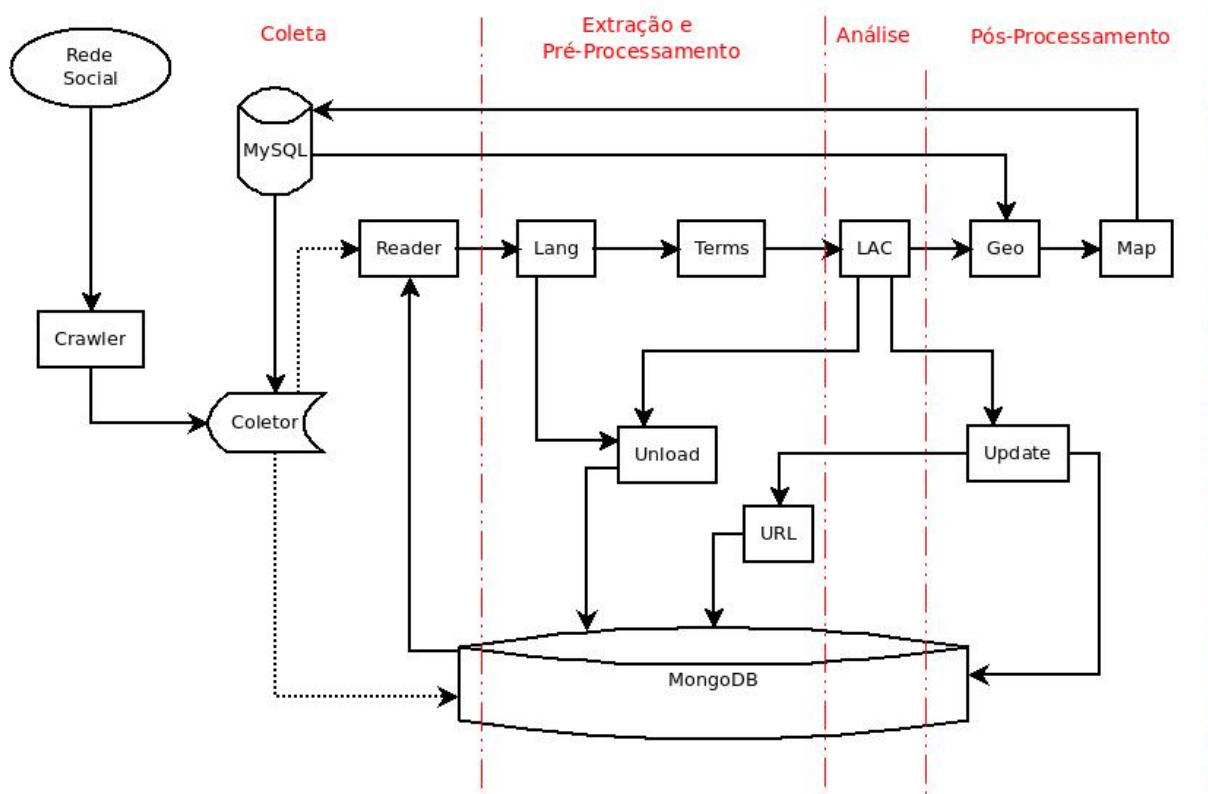 Coleta
Extração e
Pré-Processamento
Análise
Pós-Processamento
Rede
Social
MySQL
Reader
Lang
Terms
LAC
Geo
Map
Crawler
Coletor
Unload
Update
URL
MongoDB